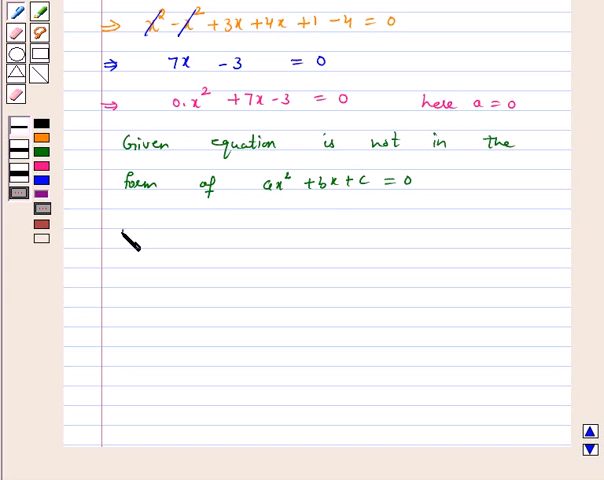 ⇒ x² - x² + 3x + 4x + 1 - 4 = 0
⇒ 7x - 3 = 0
⇒ 0.x² + 7x - 3 = 0 here a = 0
Given equation is not in the
form of ax² + bx + c = 0